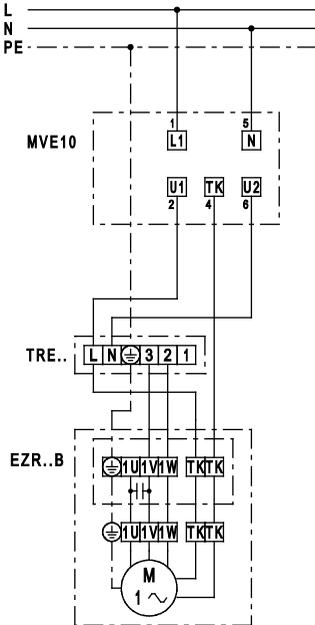 L
N
PE
1 5
MVE10 L1 N
U1 TK U2
2 4 6
TRE.. L N 3 2 1
EZR..B
1U 1V 1W TK TK
1U 1V 1W TK TK
M
1